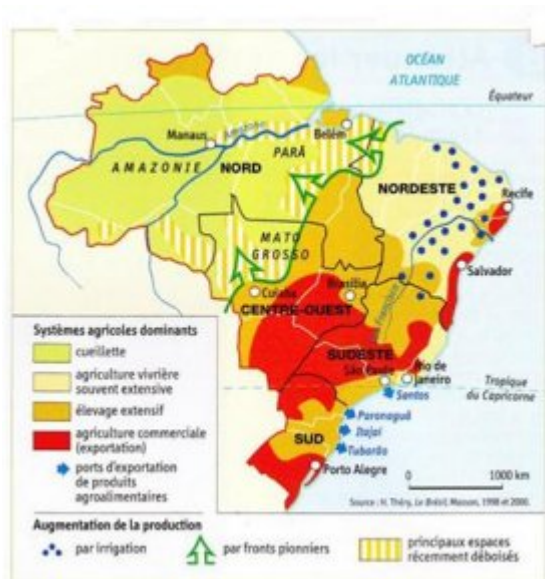 OCÉAN
ATLANTIQUE
Équateur
Manaus
Amazone
Belém
PARÁ
AMAZONIE
NORD
NORDESTE
Recife
MATO
GROSSO
Salvador
Cuiaba
Brasília
CENTRE-OUEST
SUDESTE
São Paulo
Rio de
Janeiro
Tropique
du Capricorne
Santos
Paranaguá
Itajaí
Tubarão
SUD
Porto Alegre
0 1000 km
Source : H. Théry, Le Brésil, Masson, 1998 et 2000.
Systèmes agricoles dominants
cueillette
agriculture vivrière
souvent extensive
élevage extensif
agriculture commerciale
(exportation)
ports d'exportation
de produits
agroalimentaires
Augmentation de la production
par irrigation
par fronts pionniers
principaux espaces
récemment déboisés